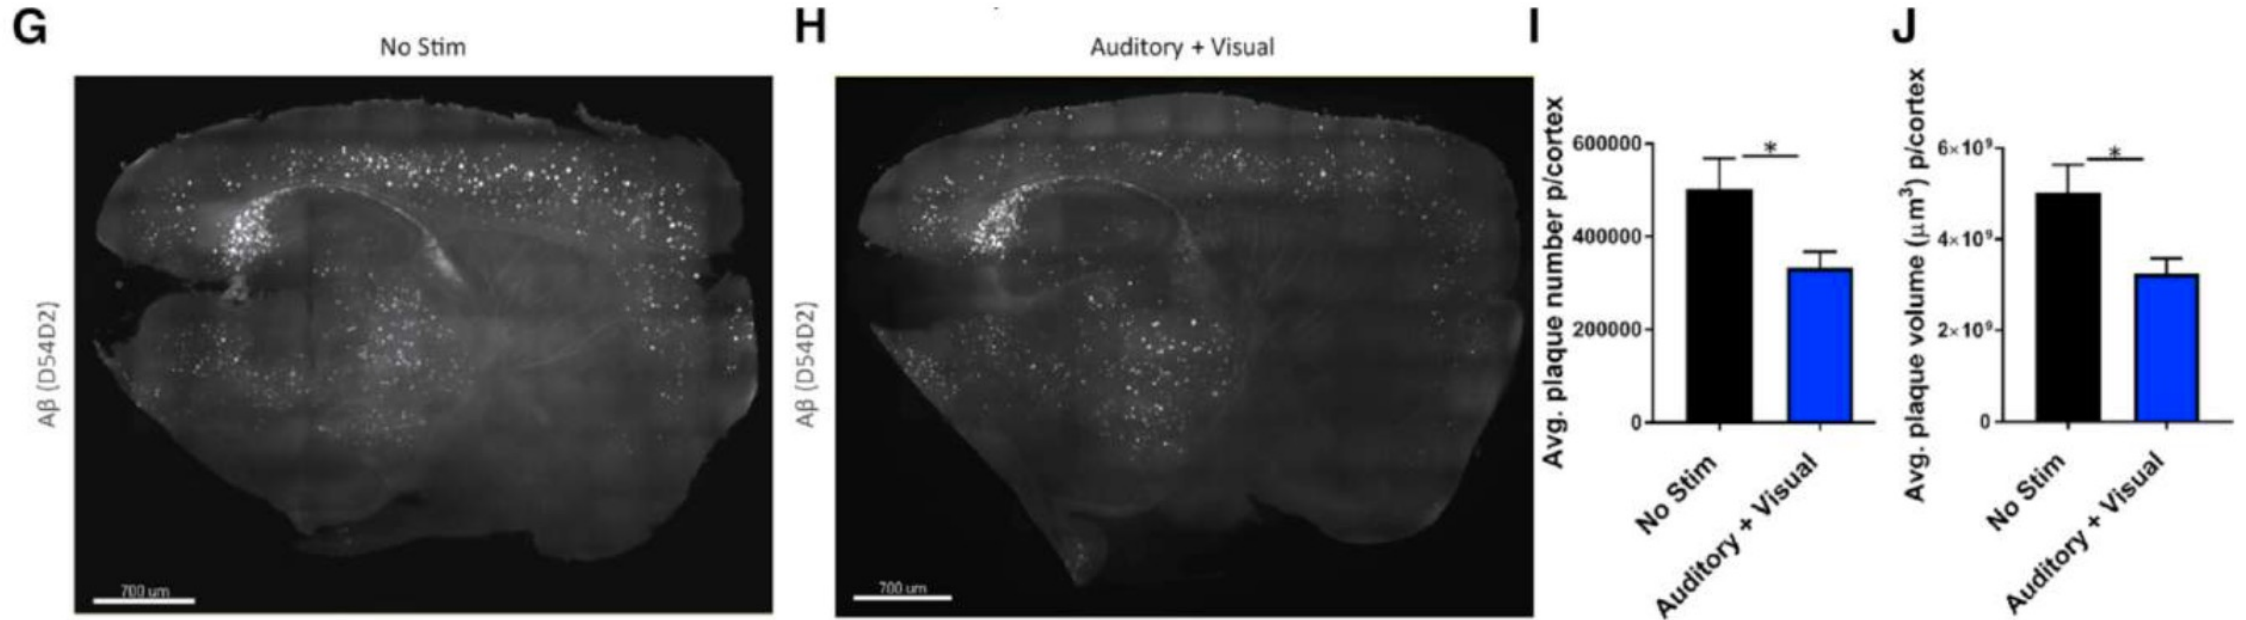 G
No Stim
Aβ (D54D2)
700 um
H
Auditory + Visual
Aβ (D54D2)
700 um
I
Avg. plaque number p/cortex
600000
400000
200000
0
*
No Stim
Auditory + Visual
J
Avg. plaque volume (μm³) p/cortex
6×10⁹
4×10⁹
2×10⁹
0
*
No Stim
Auditory + Visual